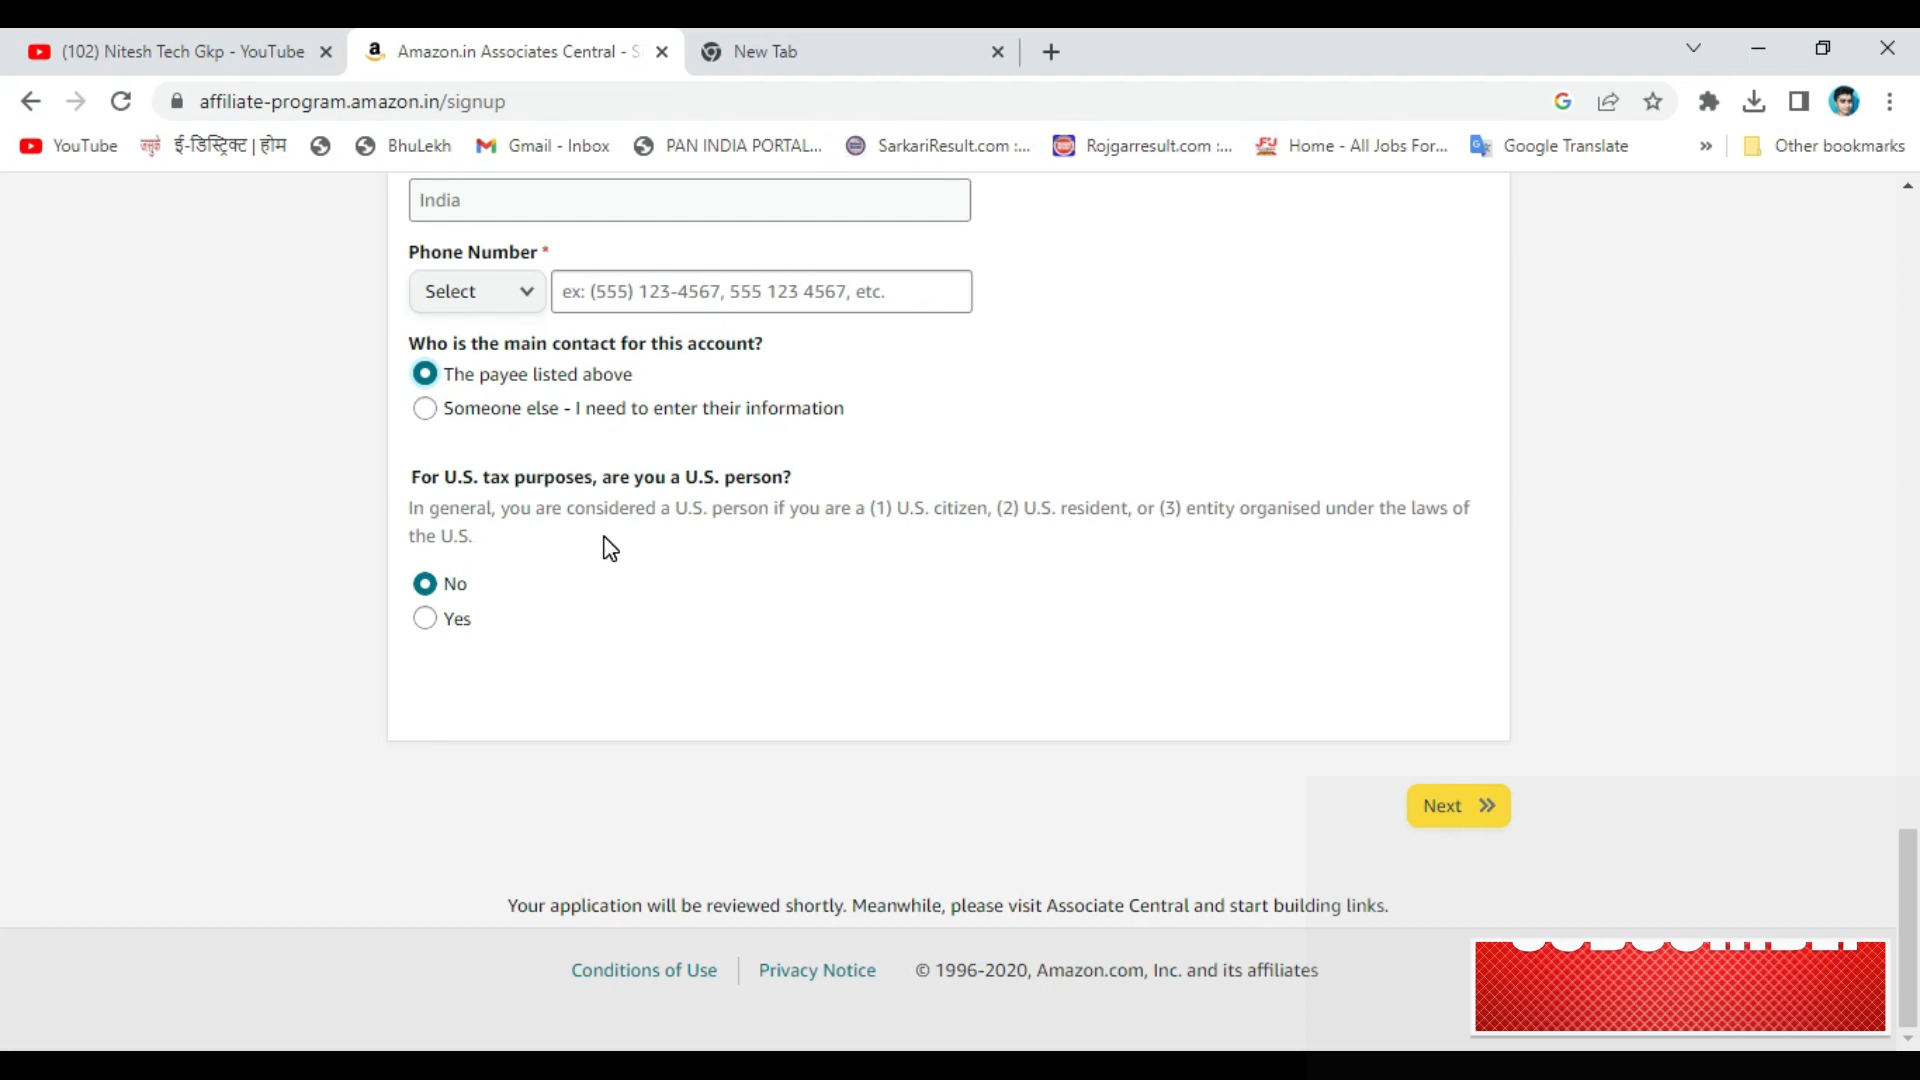 (102) Nitesh Tech Gkp - YouTube
Amazon.in Associates Central - S
New Tab
affiliate-program.amazon.in/signup
YouTube
ई-डिस्ट्रिक्ट | होम
BhuLekh
Gmail - Inbox
PAN INDIA PORTAL...
SarkariResult.com :...
Rojgarresult.com :...
Home - All Jobs For...
Google Translate
»
Other bookmarks
India
Phone Number *
Select
ex: (555) 123-4567, 555 123 4567, etc.
Who is the main contact for this account?
The payee listed above
Someone else - I need to enter their information
For U.S. tax purposes, are you a U.S. person?
In general, you are considered a U.S. person if you are a (1) U.S. citizen, (2) U.S. resident, or (3) entity organised under the laws of
the U.S.
No
Yes
Next »
Your application will be reviewed shortly. Meanwhile, please visit Associate Central and start building links.
Conditions of Use
Privacy Notice
© 1996-2020, Amazon.com, Inc. and its affiliates